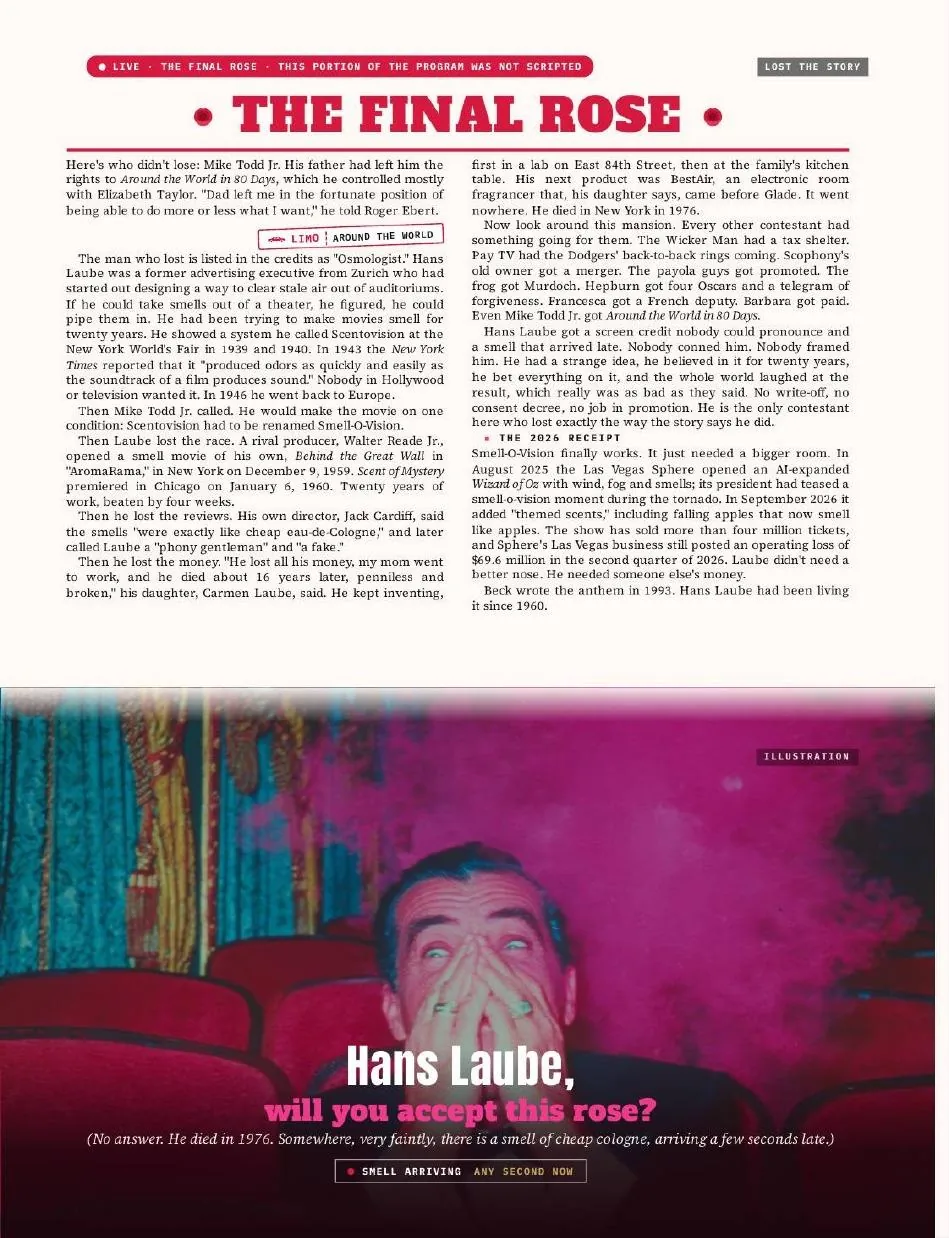 LIVE · THE FINAL ROSE · THIS PORTION OF THE PROGRAM WAS NOT SCRIPTED
LOST THE STORY
THE FINAL ROSE
Here's who didn't lose: Mike Todd Jr. His father had left him the
rights to Around the World in 80 Days, which he controlled mostly
with Elizabeth Taylor. "Dad left me in the fortunate position of
being able to do more or less what I want," he told Roger Ebert.
LIMO ¦ AROUND THE WORLD
The man who lost is listed in the credits as "Osmologist." Hans
Laube was a former advertising executive from Zurich who had
started out designing a way to clear stale air out of auditoriums.
If he could take smells out of a theater, he figured, he could
pipe them in. He had been trying to make movies smell for
twenty years. He showed a system he called Scentovision at the
New York World's Fair in 1939 and 1940. In 1943 the New York
Times reported that it "produced odors as quickly and easily as
the soundtrack of a film produces sound." Nobody in Hollywood
or television wanted it. In 1946 he went back to Europe.
Then Mike Todd Jr. called. He would make the movie on one
condition: Scentovision had to be renamed Smell-O-Vision.
Then Laube lost the race. A rival producer, Walter Reade Jr.,
opened a smell movie of his own, Behind the Great Wall in
"AromaRama," in New York on December 9, 1959. Scent of Mystery
premiered in Chicago on January 6, 1960. Twenty years of
work, beaten by four weeks.
Then he lost the reviews. His own director, Jack Cardiff, said
the smells "were exactly like cheap eau-de-Cologne," and later
called Laube a "phony gentleman" and "a fake."
Then he lost the money. "He lost all his money, my mom went
to work, and he died about 16 years later, penniless and
broken," his daughter, Carmen Laube, said. He kept inventing,
first in a lab on East 84th Street, then at the family's kitchen
table. His next product was BestAir, an electronic room
fragrancer that, his daughter says, came before Glade. It went
nowhere. He died in New York in 1976.
Now look around this mansion. Every other contestant had
something going for them. The Wicker Man had a tax shelter.
Pay TV had the Dodgers' back-to-back rings coming. Scophony's
old owner got a merger. The payola guys got promoted. The
frog got Murdoch. Hepburn got four Oscars and a telegram of
forgiveness. Francesca got a French deputy. Barbara got paid.
Even Mike Todd Jr. got Around the World in 80 Days.
Hans Laube got a screen credit nobody could pronounce and
a smell that arrived late. Nobody conned him. Nobody framed
him. He had a strange idea, he believed in it for twenty years,
he bet everything on it, and the whole world laughed at the
result, which really was as bad as they said. No write-off, no
consent decree, no job in promotion. He is the only contestant
here who lost exactly the way the story says he did.
THE 2026 RECEIPT
Smell-O-Vision finally works. It just needed a bigger room. In
August 2025 the Las Vegas Sphere opened an AI-expanded
Wizard of Oz with wind, fog and smells; its president had teased a
smell-o-vision moment during the tornado. In September 2026 it
added "themed scents," including falling apples that now smell
like apples. The show has sold more than four million tickets,
and Sphere's Las Vegas business still posted an operating loss of
$69.6 million in the second quarter of 2026. Laube didn't need a
better nose. He needed someone else's money.
Beck wrote the anthem in 1993. Hans Laube had been living
it since 1960.
ILLUSTRATION
Hans Laube,
will you accept this rose?
(No answer. He died in 1976. Somewhere, very faintly, there is a smell of cheap cologne, arriving a few seconds late.)
SMELL ARRIVING ANY SECOND NOW